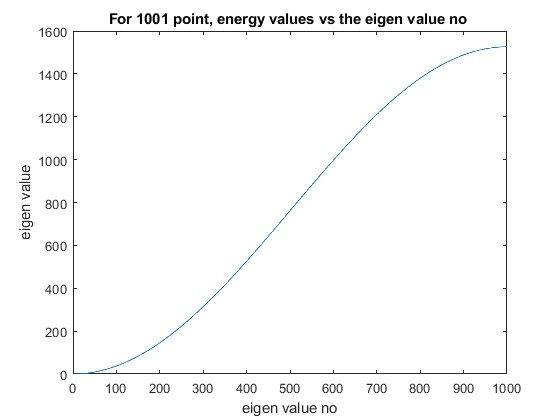 For 1001 point, energy values vs the eigen value no
1600
1400
1200
1000
800
600
400
200
0
eigen value
0 100 200 300 400 500 600 700 800 900 1000
eigen value no